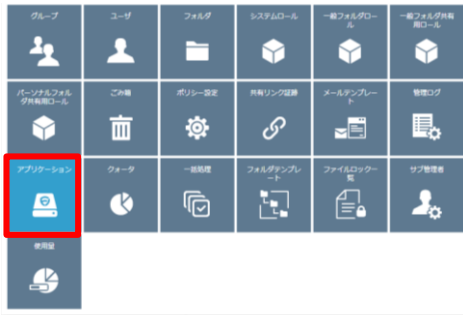 グループ
ユーザ
フォルダ
システムロール
一般フォルダロー
ル
一般フォルダ共有
用ロール
パーソナルフォル
ダ共有用ロール
ごみ箱
ポリシー設定
共有リンク証跡
メールテンプレー
ト
管理ログ
アプリケーション
クォータ
一括処理
フォルダテンプレ
ート
ファイルロック一
覧
サブ管理者
使用量